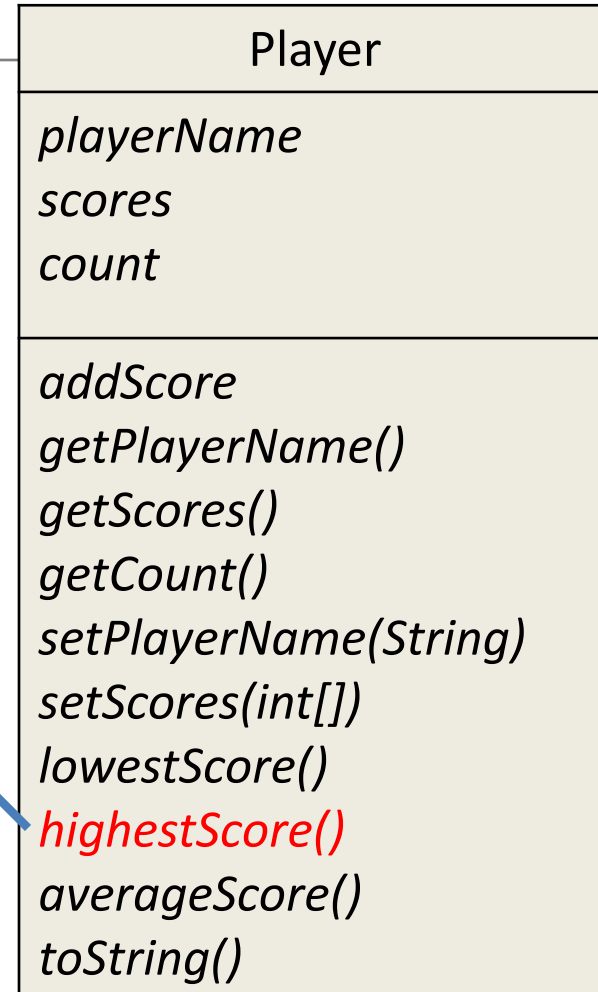 Player
playerName
scores
count
addScore
getPlayerName()
getScores()
getCount()
setPlayerName(String)
setScores(int[])
lowestScore()
highestScore()
averageScore()
toString()